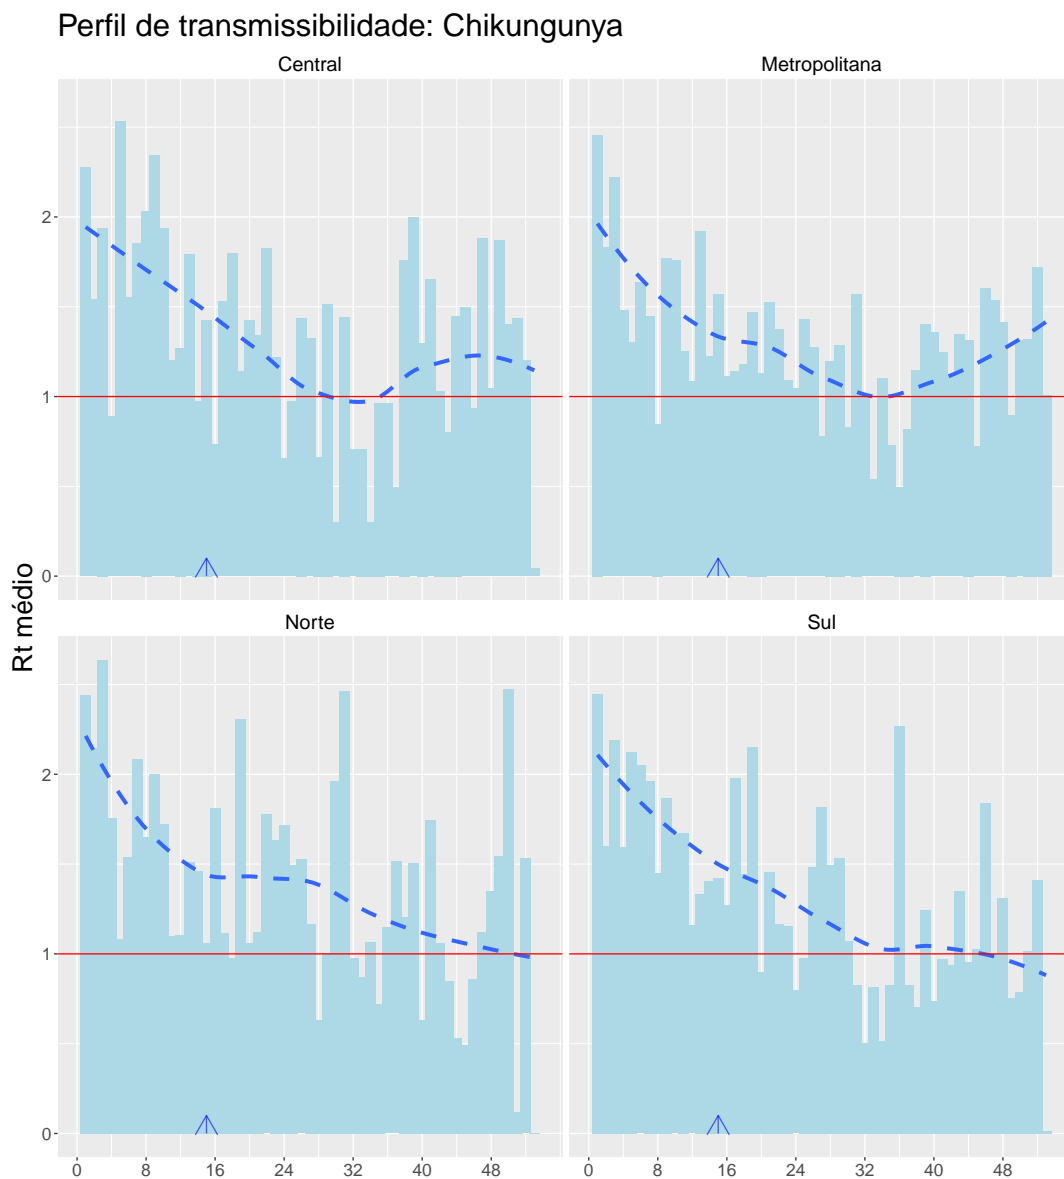 Perfil de transmissibilidade: Chikungunya
Central
Metropolitana
2
1
0
Norte
Sul
Rt médio
2
1
0
0 8 16 24 32 40 48
0 8 16 24 32 40 48